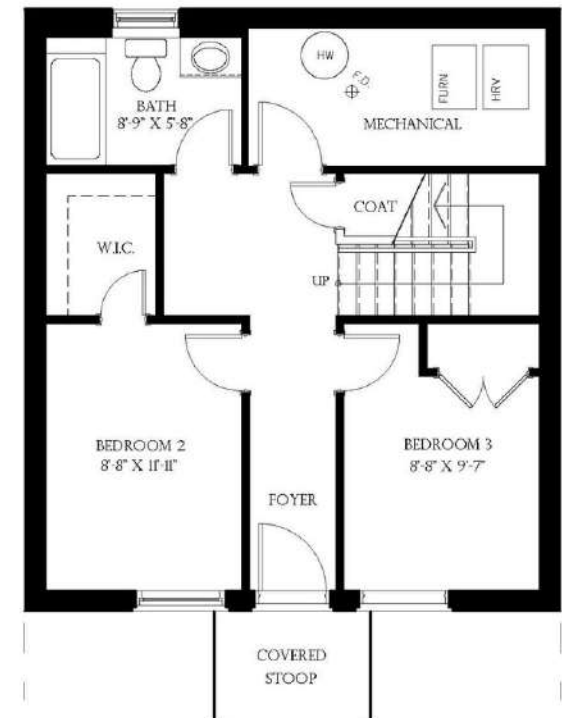 HW
F.D.
FURN
HRV
BATH
8'-9" X 5'-8"
MECHANICAL
COAT
W.I.C.
UP
BEDROOM 2
8'-8" X 11'-11"
BEDROOM 3
8'-8" X 9'-7"
FOYER
COVERED
STOOP